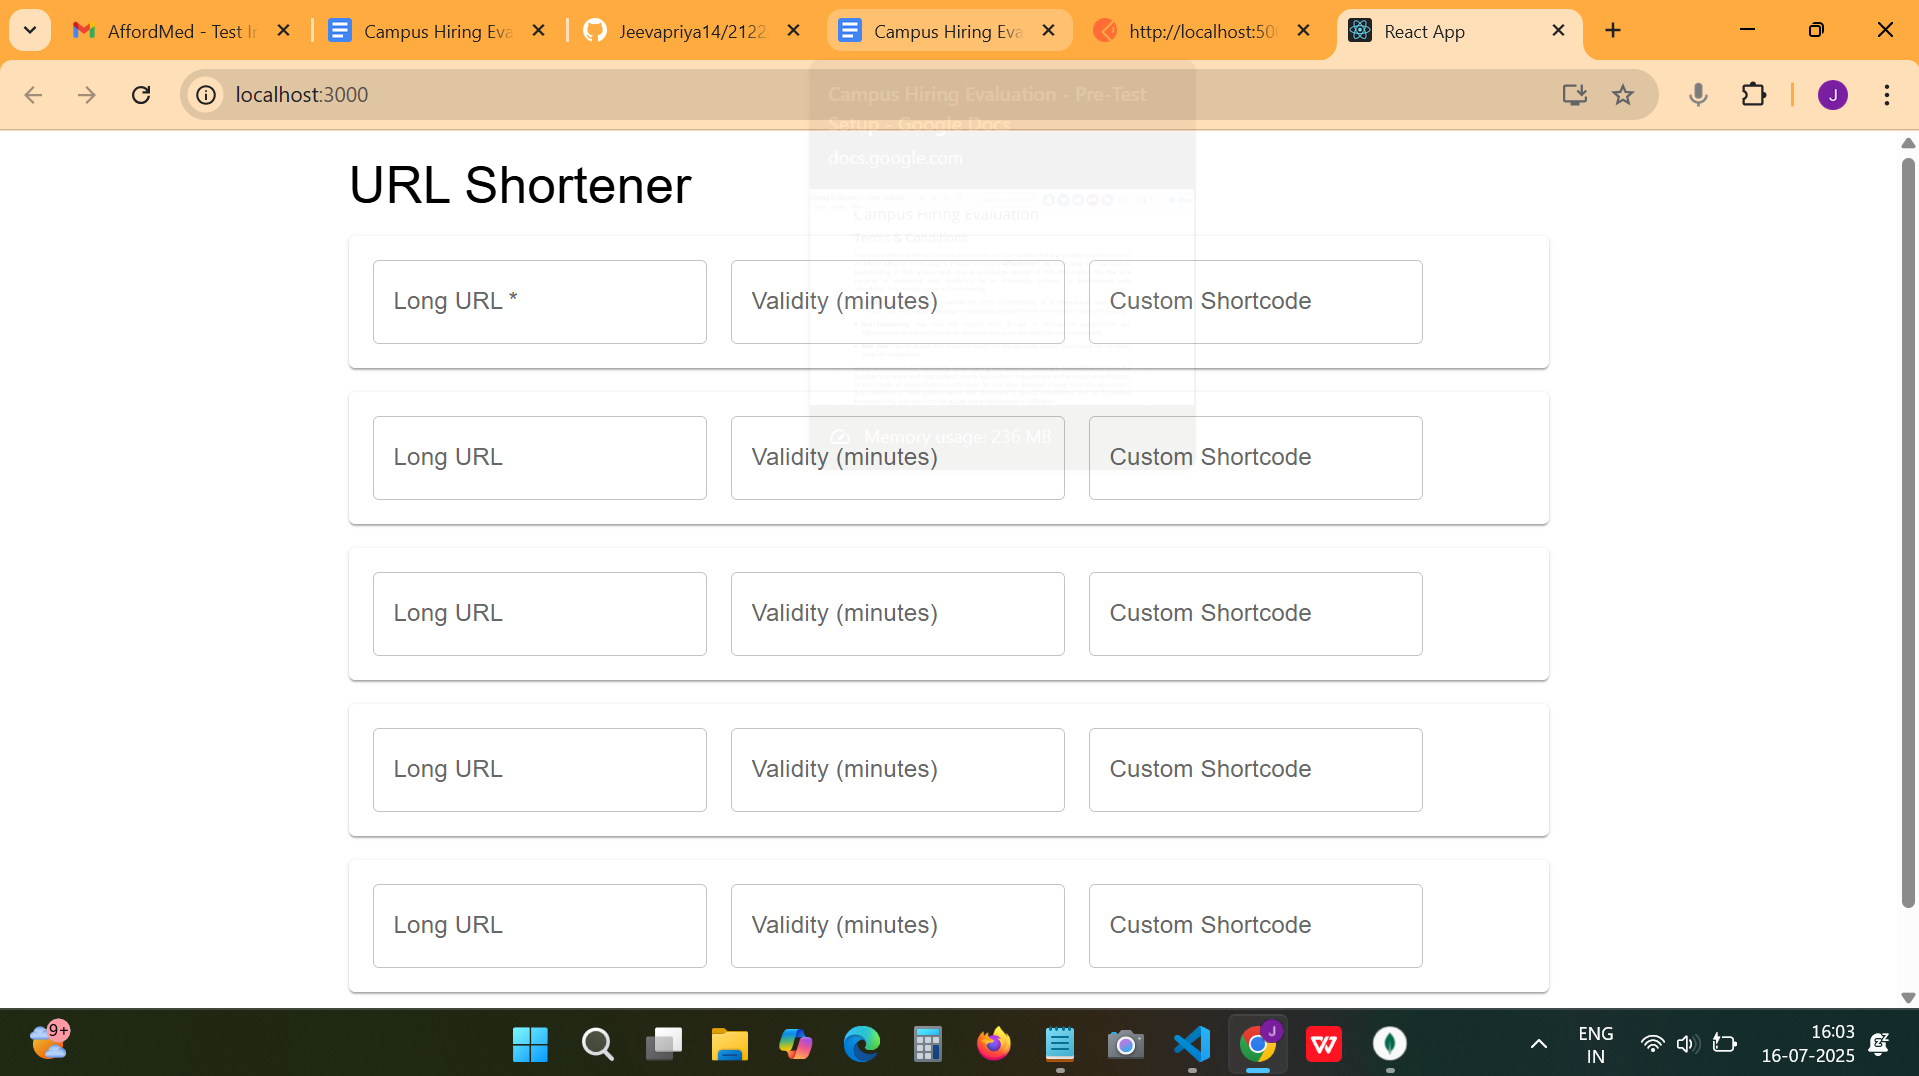 AffordMed - Test In
Campus Hiring Eva
Jeevapriya14/2122
Campus Hiring Eva
http://localhost:500
React App
localhost:3000
J
Campus Hiring Evaluation - Pre-Test
Setup - Google Docs
docs.google.com
URL Shortener
Campus Hiring Evaluation
Terms & Conditions
Long URL *
Validity (minutes)
Custom Shortcode
Memory usage: 236 MB
Long URL
Validity (minutes)
Custom Shortcode
Long URL
Validity (minutes)
Custom Shortcode
Long URL
Validity (minutes)
Custom Shortcode
Long URL
Validity (minutes)
Custom Shortcode
9+
J
ENG
IN
16:03
16-07-2025